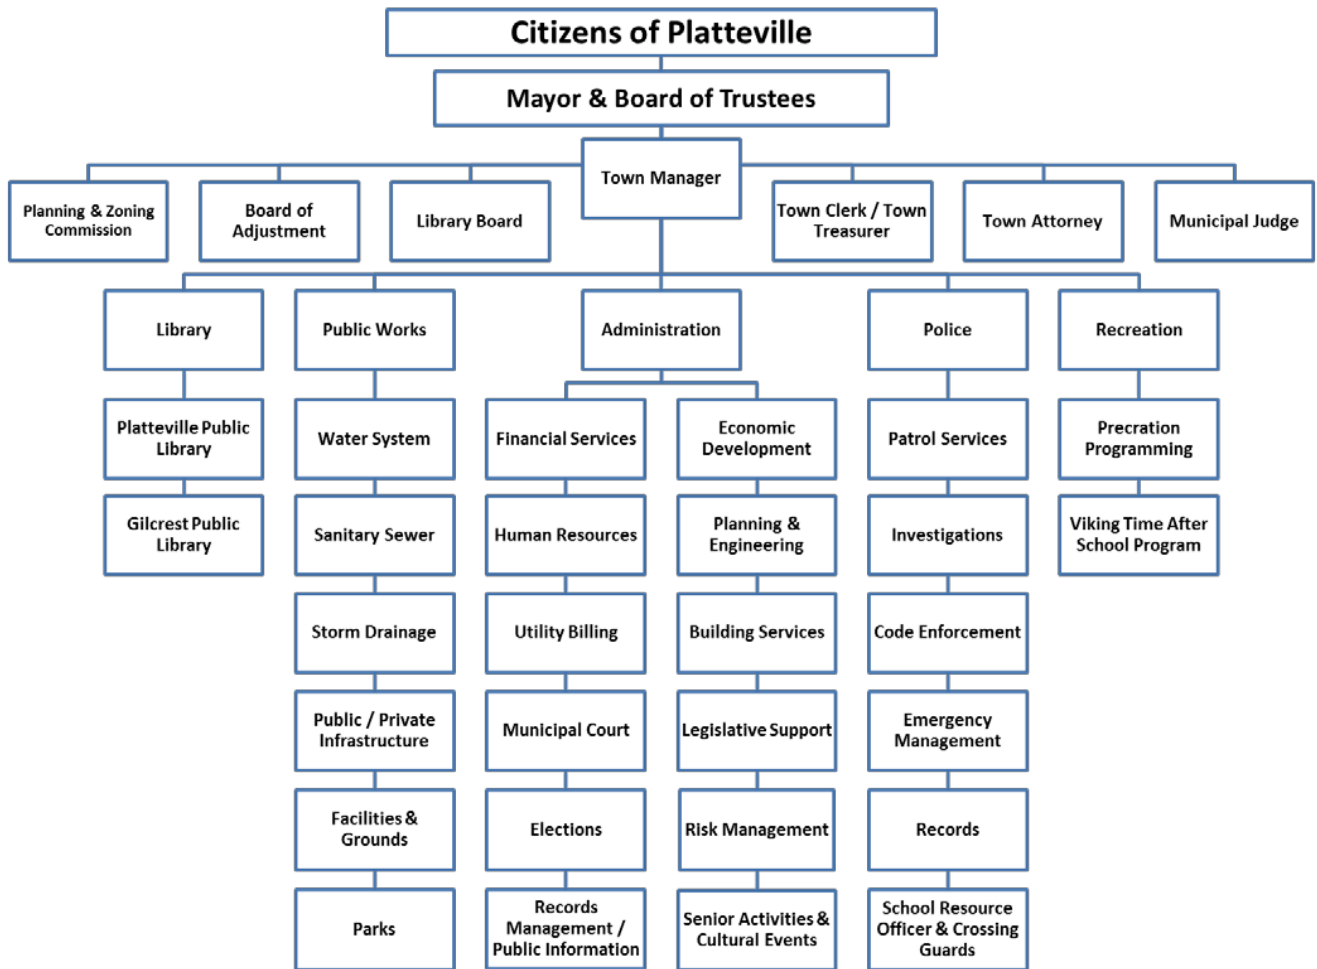 Citizens of Platteville
Mayor & Board of Trustees
Town Manager
Planning & Zoning
Commission
Board of
Adjustment
Library Board
Town Clerk / Town
Treasurer
Town Attorney
Municipal Judge
Library
Public Works
Administration
Police
Recreation
Platteville Public
Library
Water System
Financial Services
Economic
Development
Patrol Services
Precration
Programming
Gilcrest Public
Library
Sanitary Sewer
Human Resources
Planning &
Engineering
Investigations
Viking Time After
School Program
Storm Drainage
Utility Billing
Building Services
Code Enforcement
Public / Private
Infrastructure
Municipal Court
Legislative Support
Emergency
Management
Facilities &
Grounds
Elections
Risk Management
Records
Parks
Records
Management /
Public Information
Senior Activities &
Cultural Events
School Resource
Officer & Crossing
Guards